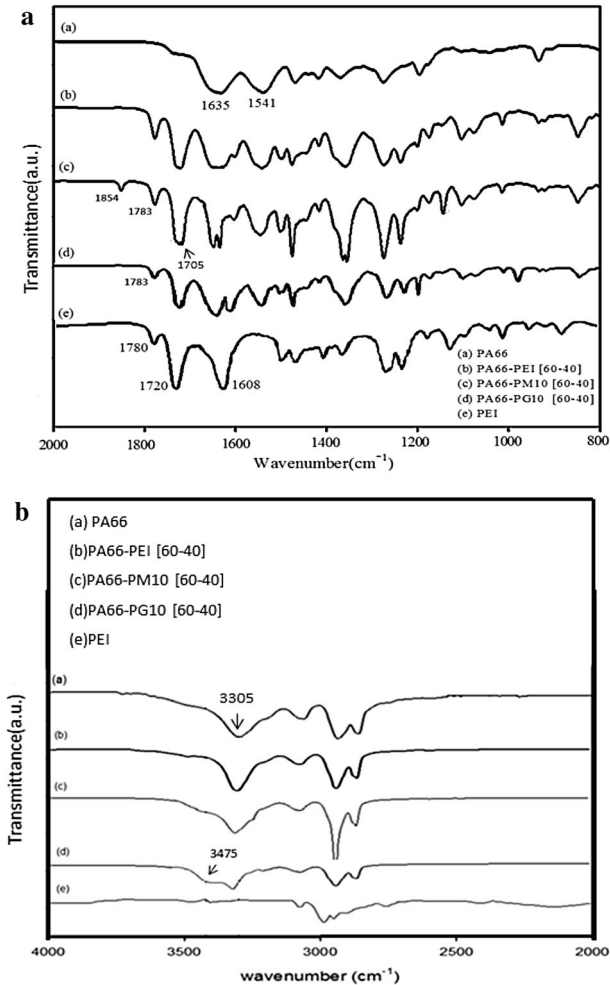 a
(a)
1635 1541
(b)
(c)
1854
1783
1705
(d)
1783
(e)
1780
1720
1608
(a) PA66
(b) PA66-PEI [60-40]
(c) PA66-PM10 [60-40]
(d) PA66-PG10 [60-40]
(e) PEI
Transmittance(a.u.)
2000 1800 1600 1400 1200 1000 800
Wavenumber(cm⁻¹)
b
(a) PA66
(b)PA66-PEI [60-40]
(c)PA66-PM10 [60-40]
(d)PA66-PG10 [60-40]
(e)PEI
(a)
3305
(b)
(c)
(d)
3475
(e)
Transmittance(a.u.)
4000 3500 3000 2500 2000
wavenumber (cm⁻¹)